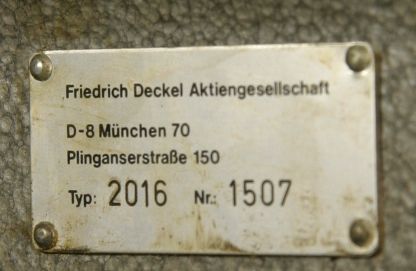 Friedrich Deckel Aktiengesellschaft
D-8 München 70
Plinganserstraße 150
Typ: 2016 Nr.: 1507